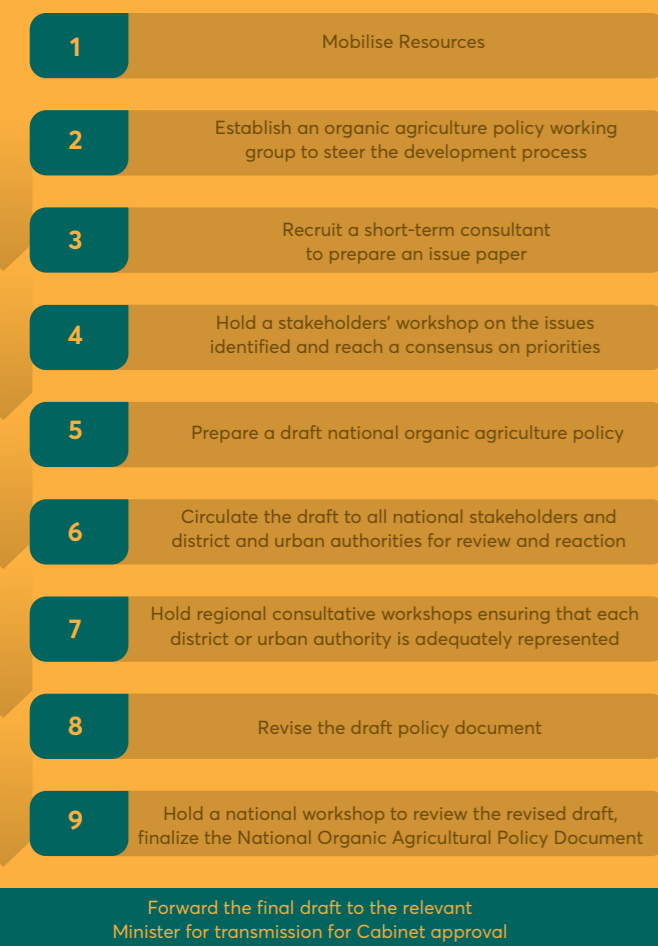 1
Mobilise Resources
2
Establish an organic agriculture policy working
group to steer the development process
3
Recruit a short-term consultant
to prepare an issue paper
4
Hold a stakeholders' workshop on the issues
identified and reach a consensus on priorities
5
Prepare a draft national organic agriculture policy
6
Circulate the draft to all national stakeholders and
district and urban authorities for review and reaction
7
Hold regional consultative workshops ensuring that each
district or urban authority is adequately represented
8
Revise the draft policy document
9
Hold a national workshop to review the revised draft,
finalize the National Organic Agricultural Policy Document
Forward the final draft to the relevant
Minister for transmission for Cabinet approval